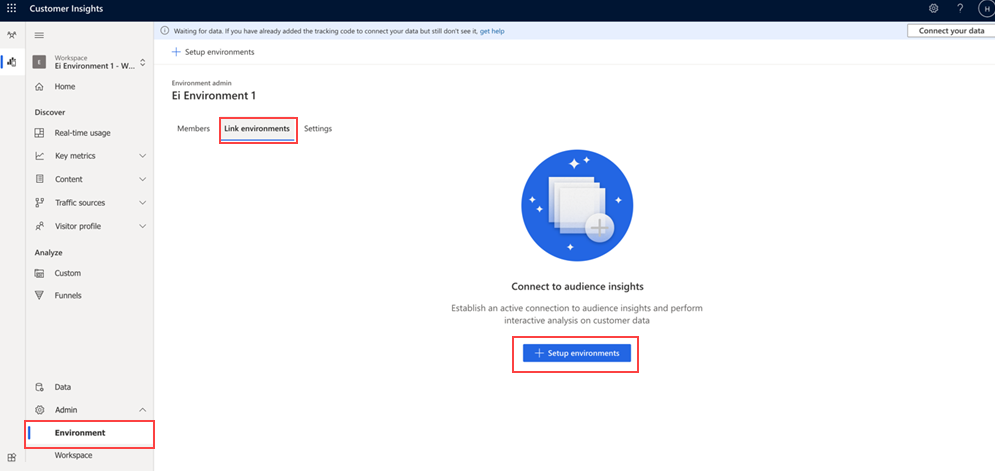 Customer Insights
?
H
Waiting for data. If you have already added the tracking code to connect your data but still don't see it, get help
Connect your data
E
Workspace
Ei Environment 1 - W...
Home
Discover
Real-time usage
Key metrics
Content
Traffic sources
Visitor profile
Analyze
Custom
Funnels
Data
Admin
Environment
Workspace
+ Setup environments
Environment admin
Ei Environment 1
Members Link environments Settings
Connect to audience insights
Establish an active connection to audience insights and perform
interactive analysis on customer data
+ Setup environments